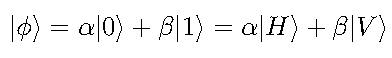 |ϕ⟩ = α|0⟩ + β|1⟩ = α|H⟩ + β|V⟩